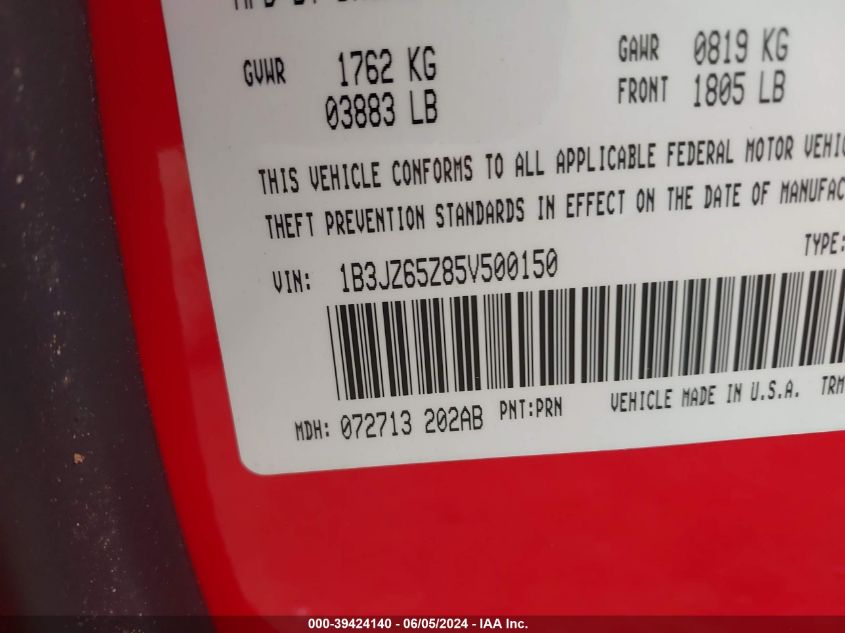 GVWR 1762 KG
03883 LB
GAWR 0819 KG
FRONT 1805 LB
THIS VEHICLE CONFORMS TO ALL APPLICABLE FEDERAL MOTOR VEHIC
THEFT PREVENTION STANDARDS IN EFFECT ON THE DATE OF MANUFAC
VIN: 1B3JZ65Z85V500150 TYPE:
MDH: 072713 202AB PNT:PRN VEHICLE MADE IN U.S.A. TRM
000-39424140 - 06/05/2024 - IAA Inc.